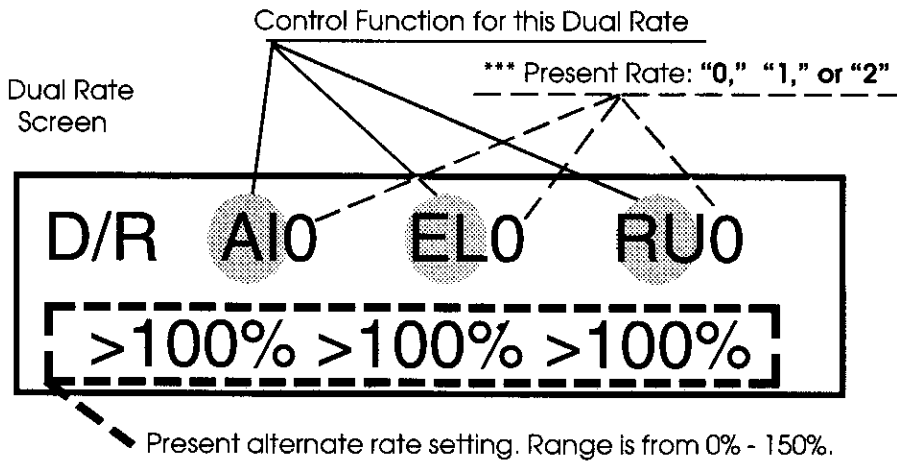 Control Function for this Dual Rate
*** Present Rate: “0,” “1,” or “2”
Dual Rate
Screen
D/R AI0 EL0 RU0
>100% >100% >100%
Present alternate rate setting. Range is from 0% - 150%.